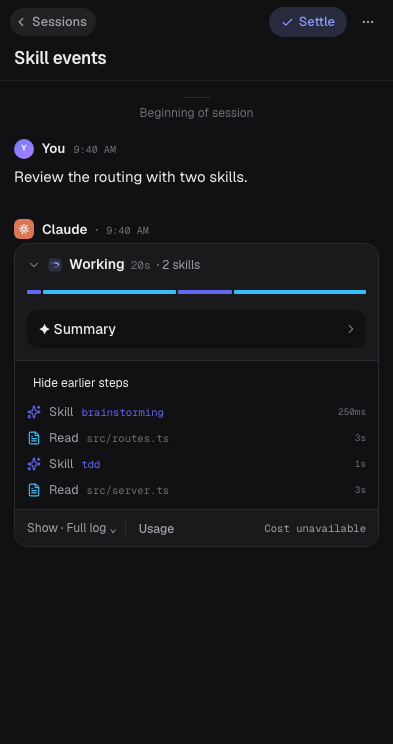 Sessions
Settle
Skill events
Beginning of session
Y
You 9:40 AM
Review the routing with two skills.
Claude · 9:40 AM
Working 20s · 2 skills
Summary
Hide earlier steps
Skill brainstorming 250ms
Read src/routes.ts 3s
Skill tdd 1s
Read src/server.ts 3s
Show · Full log Usage Cost unavailable